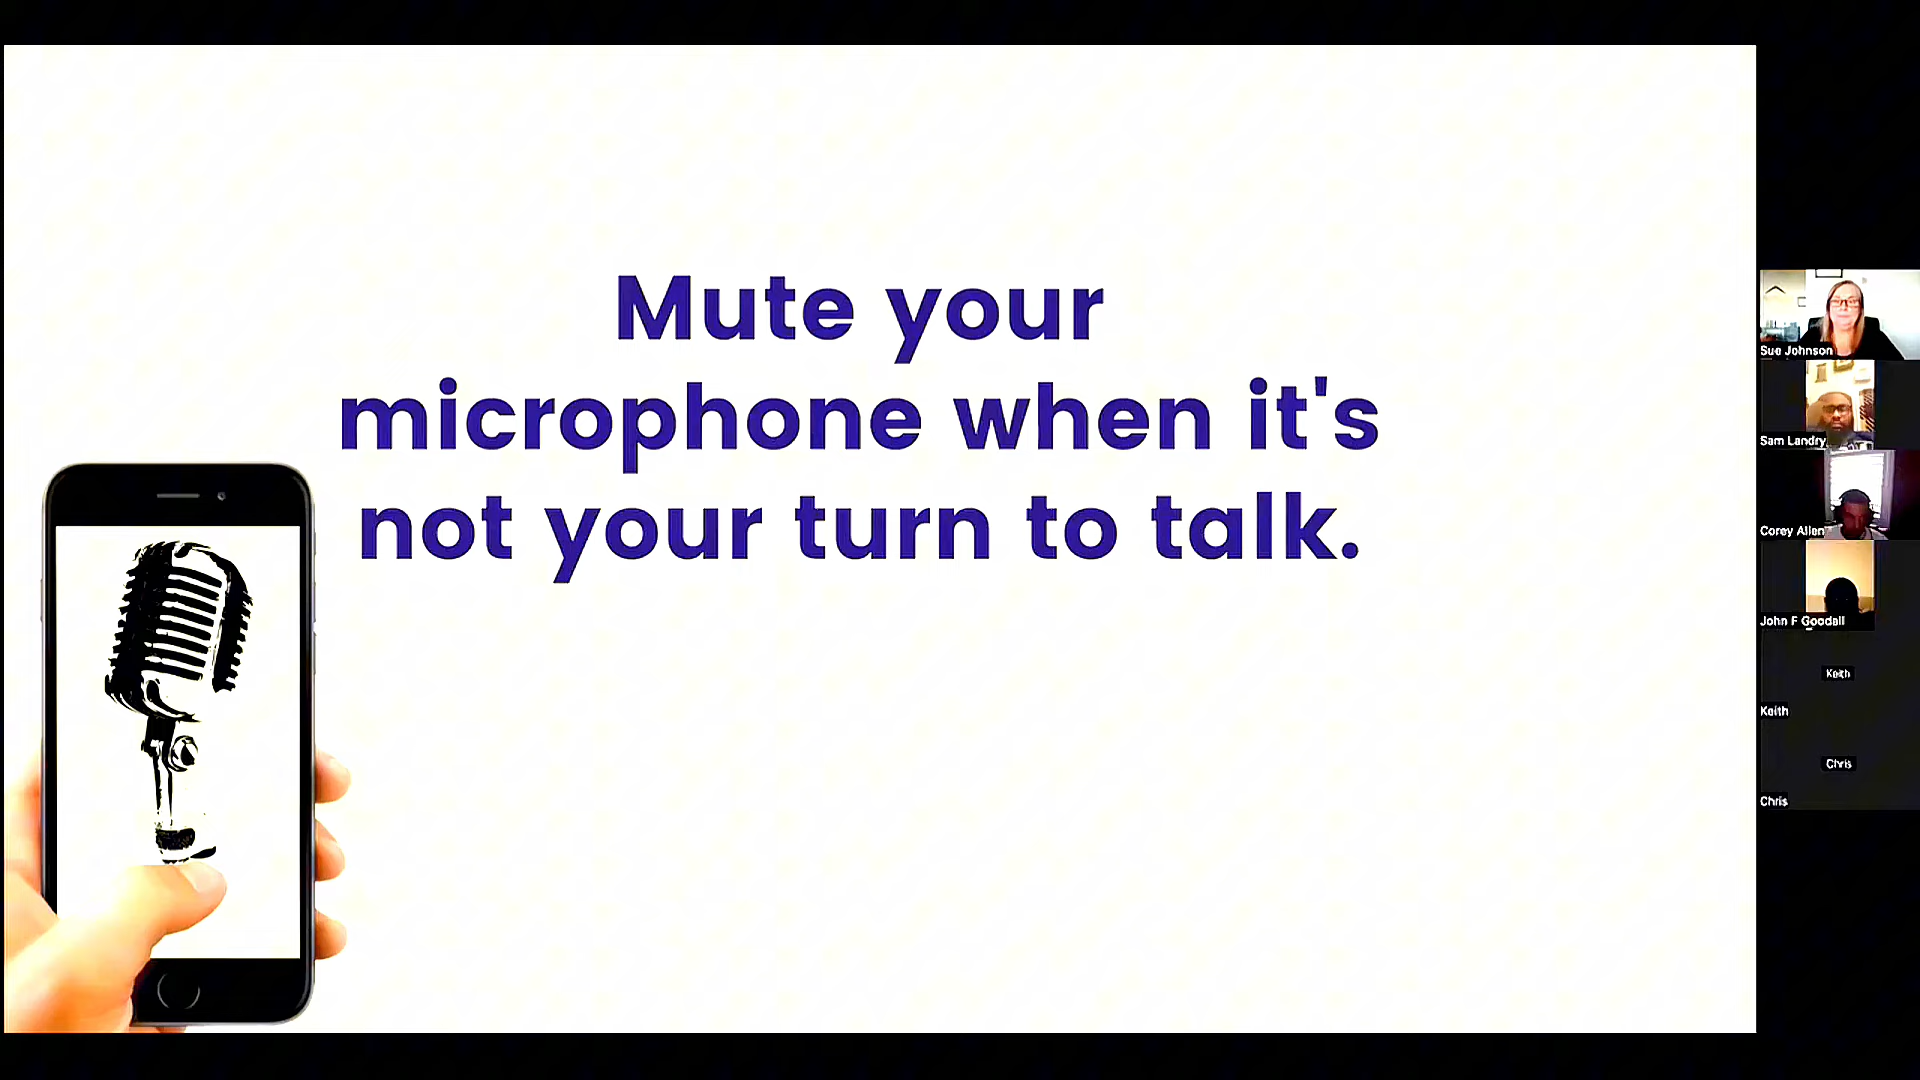 Mute your
microphone when it's
not your turn to talk.
Sue Johnson
Sam Landry
Corey Allen
John F Goodall
Keith
Keith
Chris
Chris